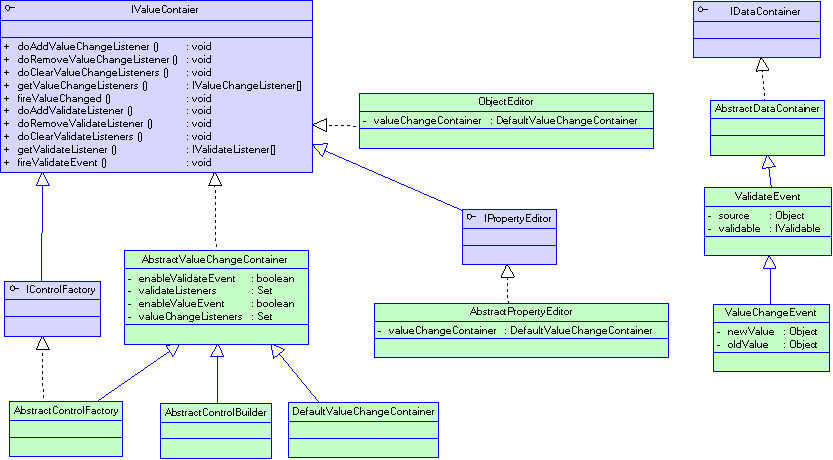 IValueContaier
+ doAddValueChangeListener () : void
+ doRemoveValueChangeListener () : void
+ doClearValueChangeListeners () : void
+ getValueChangeListeners () : IValueChangeListener[]
+ fireValueChanged () : void
+ doAddValidateListener () : void
+ doRemoveValidateListener () : void
+ doClearValidateListeners () : void
+ getValidateListener () : IValidateListener[]
+ fireValidateEvent () : void
IDataContainer
ObjectEditor
- valueChangeContainer : DefaultValueChangeContainer
AbstractDataContainer
ValidateEvent
- source : Object
- validable : IValidable
IPropertyEditor
AbstractValueChangeContainer
- enableValidateEvent : boolean
- validateListeners : Set
- enableValueEvent : boolean
- valueChangeListeners : Set
IControlFactory
AbstractPropertyEditor
- valueChangeContainer : DefaultValueChangeContainer
ValueChangeEvent
- newValue : Object
- oldValue : Object
AbstractControlFactory
AbstractControlBuilder
DefaultValueChangeContainer